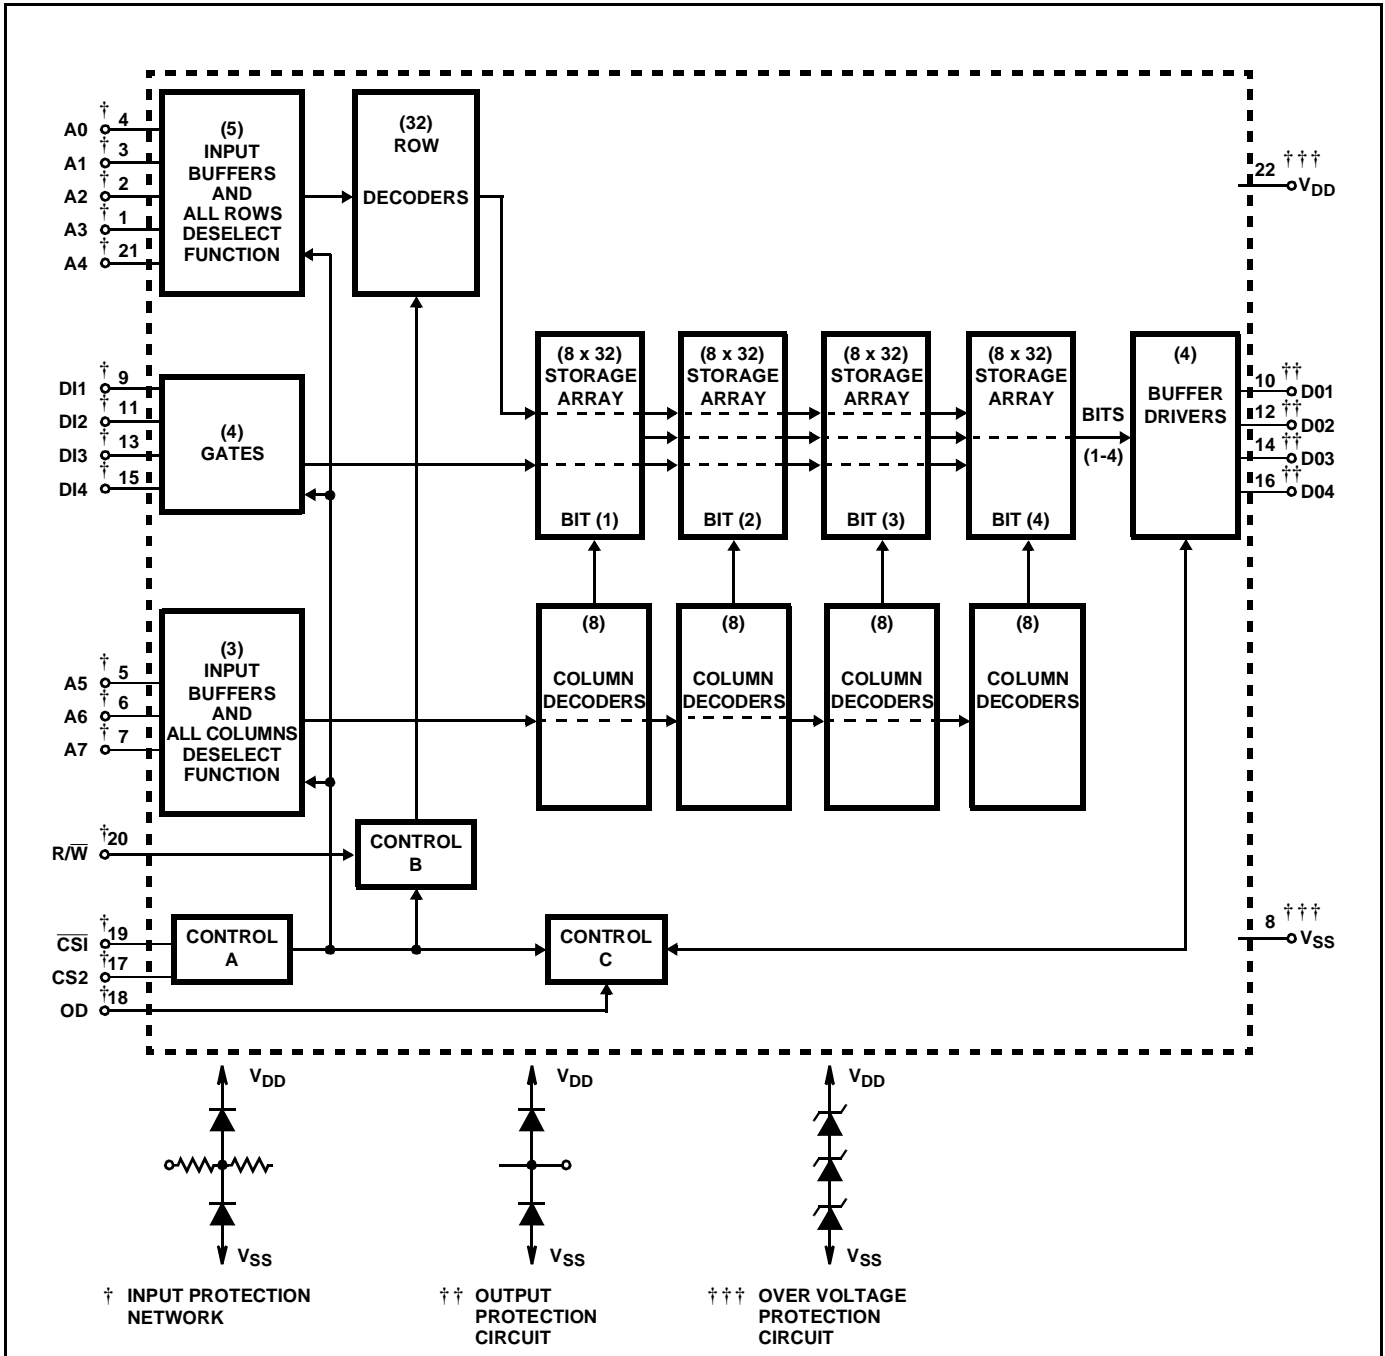 † 4
A0
† 3
A1
† 2
A2
† 1
A3
† 21
A4
(5)
INPUT
BUFFERS
AND
ALL ROWS
DESELECT
FUNCTION
(32)
ROW
DECODERS
22 †††
VDD
† 9
DI1
† 11
DI2
† 13
DI3
† 15
DI4
(4)
GATES
(8 x 32)
STORAGE
ARRAY
BIT (1)
(8 x 32)
STORAGE
ARRAY
BIT (2)
(8 x 32)
STORAGE
ARRAY
BIT (3)
(8 x 32)
STORAGE
ARRAY
BIT (4)
BITS
(1-4)
(4)
BUFFER
DRIVERS
10 ††
D01
12 ††
D02
14 ††
D03
16 ††
D04
† 5
A5
† 6
A6
† 7
A7
(3)
INPUT
BUFFERS
AND
ALL COLUMNS
DESELECT
FUNCTION
(8)
COLUMN
DECODERS
(8)
COLUMN
DECODERS
(8)
COLUMN
DECODERS
(8)
COLUMN
DECODERS
†20
R/W̅
CONTROL
B
†19
C̅S̅I̅
†17
CS2
†18
OD
CONTROL
A
CONTROL
C
8 †††
VSS
VDD
VSS
† INPUT PROTECTION
NETWORK
VDD
VSS
†† OUTPUT
PROTECTION
CIRCUIT
VDD
VSS
††† OVER VOLTAGE
PROTECTION
CIRCUIT